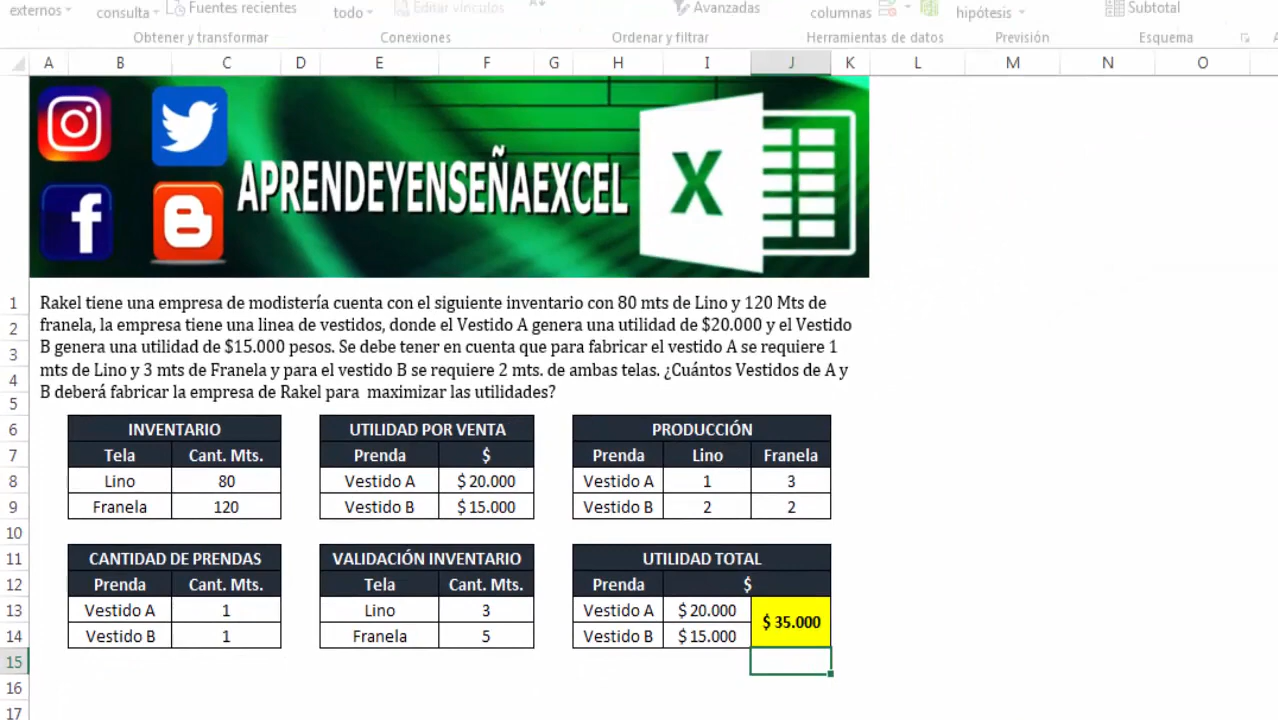 externos
consulta
Fuentes recientes
todo
Editar vínculos
Avanzadas
columnas
hipótesis
Subtotal
Obtener y transformar
Conexiones
Ordenar y filtrar
Herramientas de datos
Previsión
Esquema
A B C D E F G H I J K L M N O
APRENDEYENSEÑAEXCEL
X
1 Rakel tiene una empresa de modistería cuenta con el siguiente inventario con 80 mts de Lino y 120 Mts de
2 franela, la empresa tiene una linea de vestidos, donde el Vestido A genera una utilidad de $20.000 y el Vestido
3 B genera una utilidad de $15.000 pesos. Se debe tener en cuenta que para fabricar el vestido A se requiere 1
4 mts de Lino y 3 mts de Franela y para el vestido B se requiere 2 mts. de ambas telas. ¿Cuántos Vestidos de A y
5 B deberá fabricar la empresa de Rakel para maximizar las utilidades?
6 INVENTARIO UTILIDAD POR VENTA PRODUCCIÓN
7 Tela Cant. Mts. Prenda $ Prenda Lino Franela
8 Lino 80 Vestido A $ 20.000 Vestido A 1 3
9 Franela 120 Vestido B $ 15.000 Vestido B 2 2
10
11 CANTIDAD DE PRENDAS VALIDACIÓN INVENTARIO UTILIDAD TOTAL
12 Prenda Cant. Mts. Tela Cant. Mts. Prenda $
13 Vestido A 1 Lino 3 Vestido A $ 20.000 $ 35.000
14 Vestido B 1 Franela 5 Vestido B $ 15.000
15
16
17